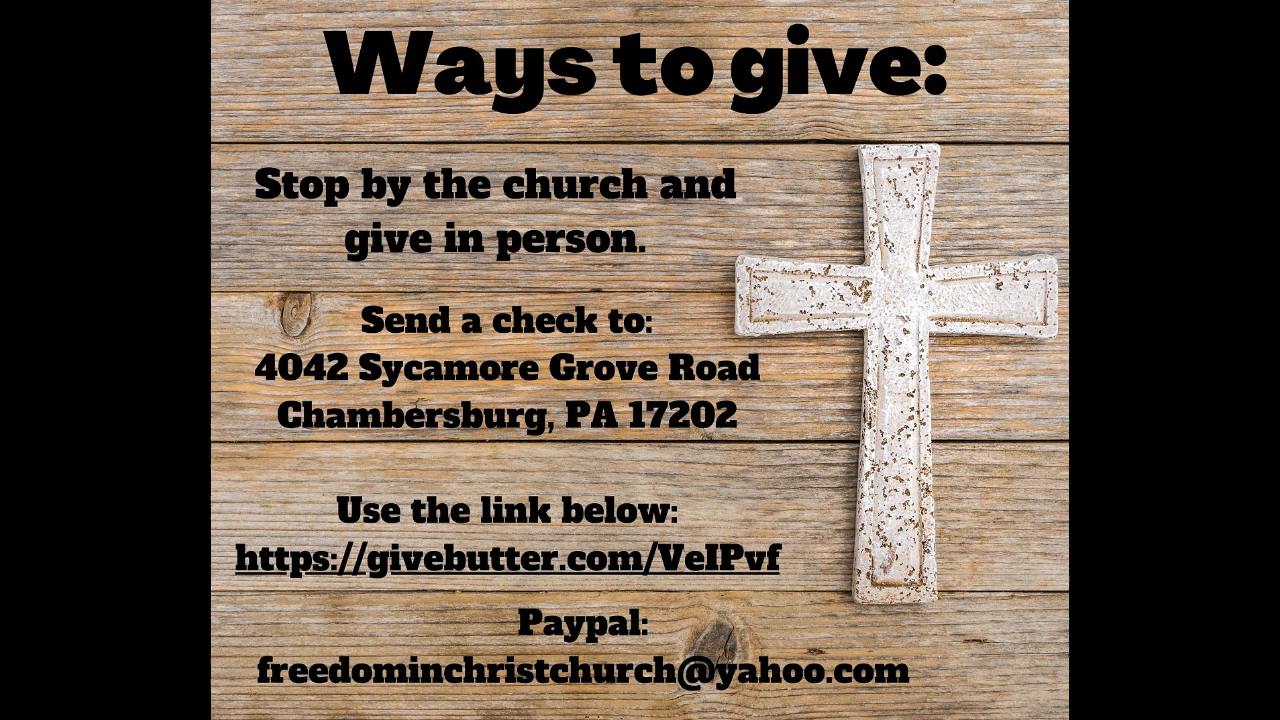 Ways to give:
Stop by the church and
give in person.
Send a check to:
4042 Sycamore Grove Road
Chambersburg, PA 17202
Use the link below:
https://givebutter.com/VeIPvf
Paypal:
freedominchristchurch@yahoo.com